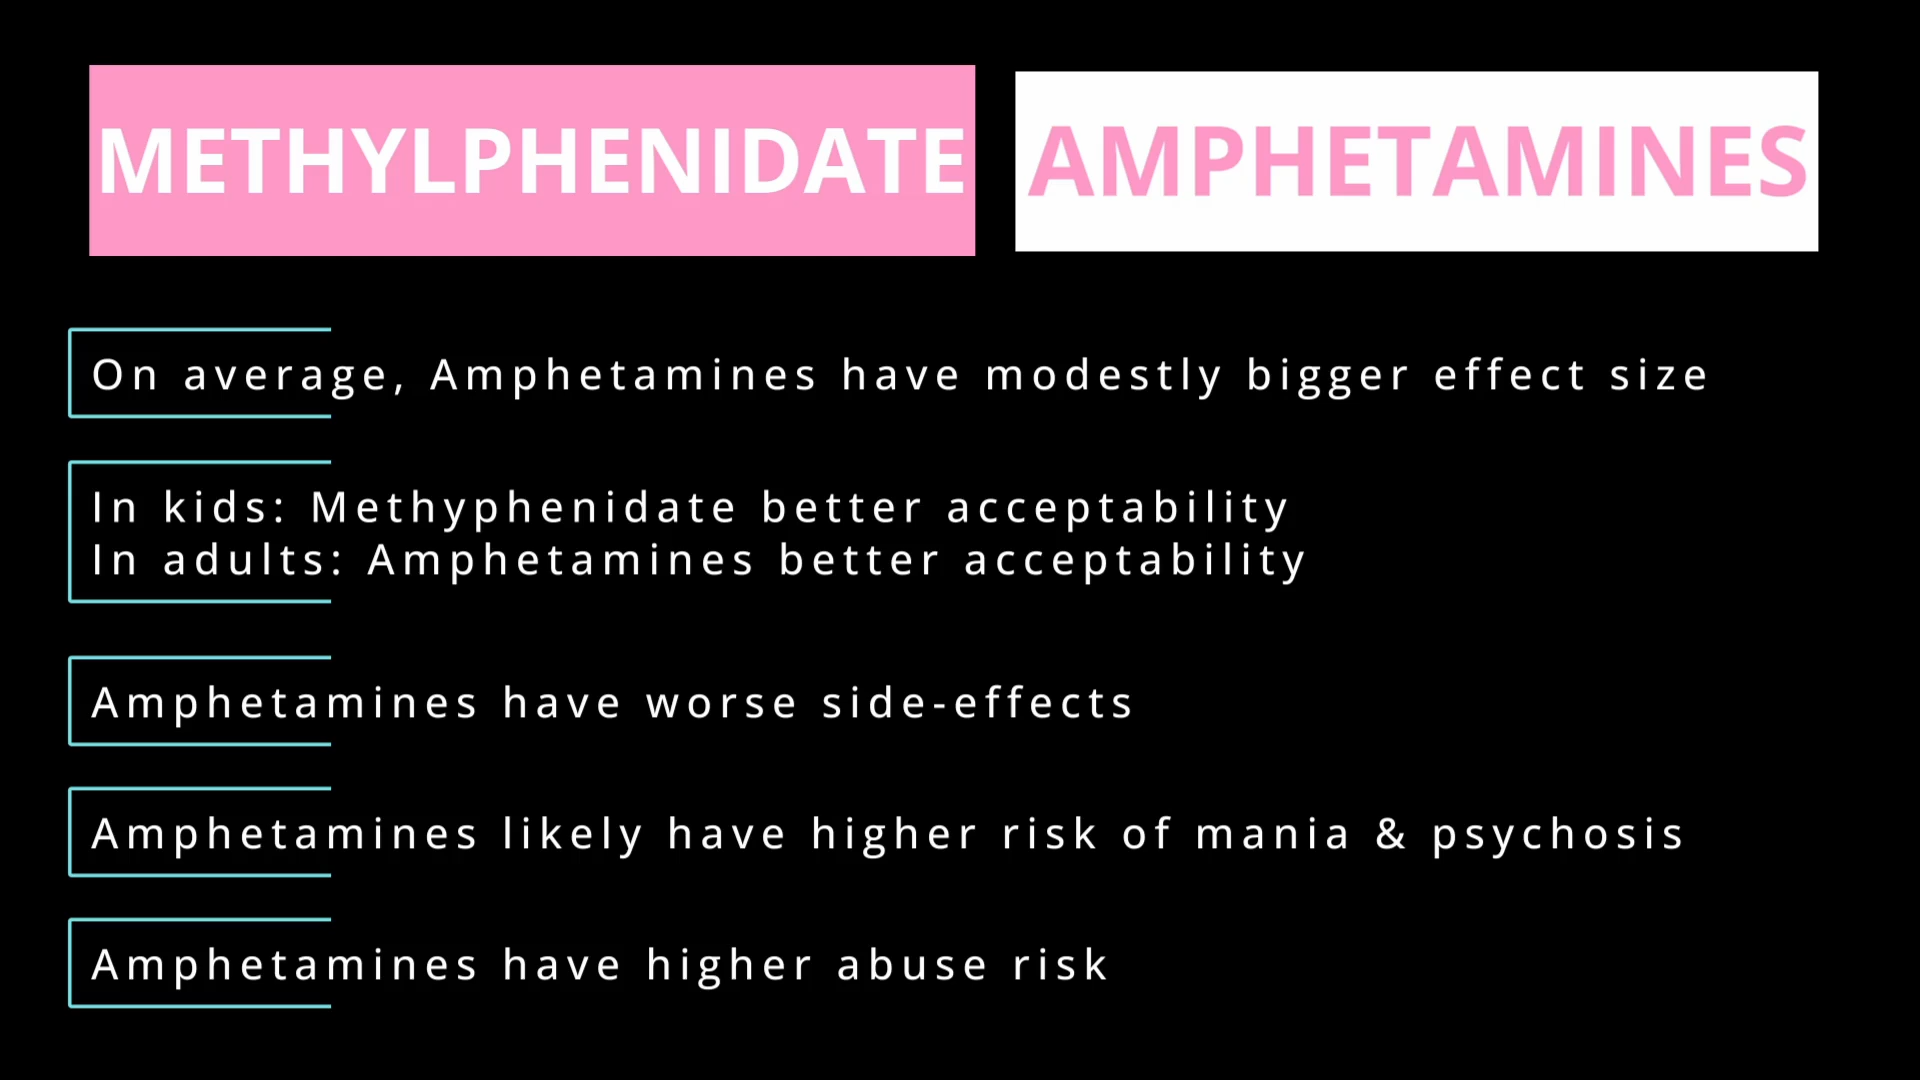 METHYLPHENIDATE
AMPHETAMINES
On average, Amphetamines have modestly bigger effect size
In kids: Methyphenidate better acceptability
In adults: Amphetamines better acceptability
Amphetamines have worse side-effects
Amphetamines likely have higher risk of mania & psychosis
Amphetamines have higher abuse risk